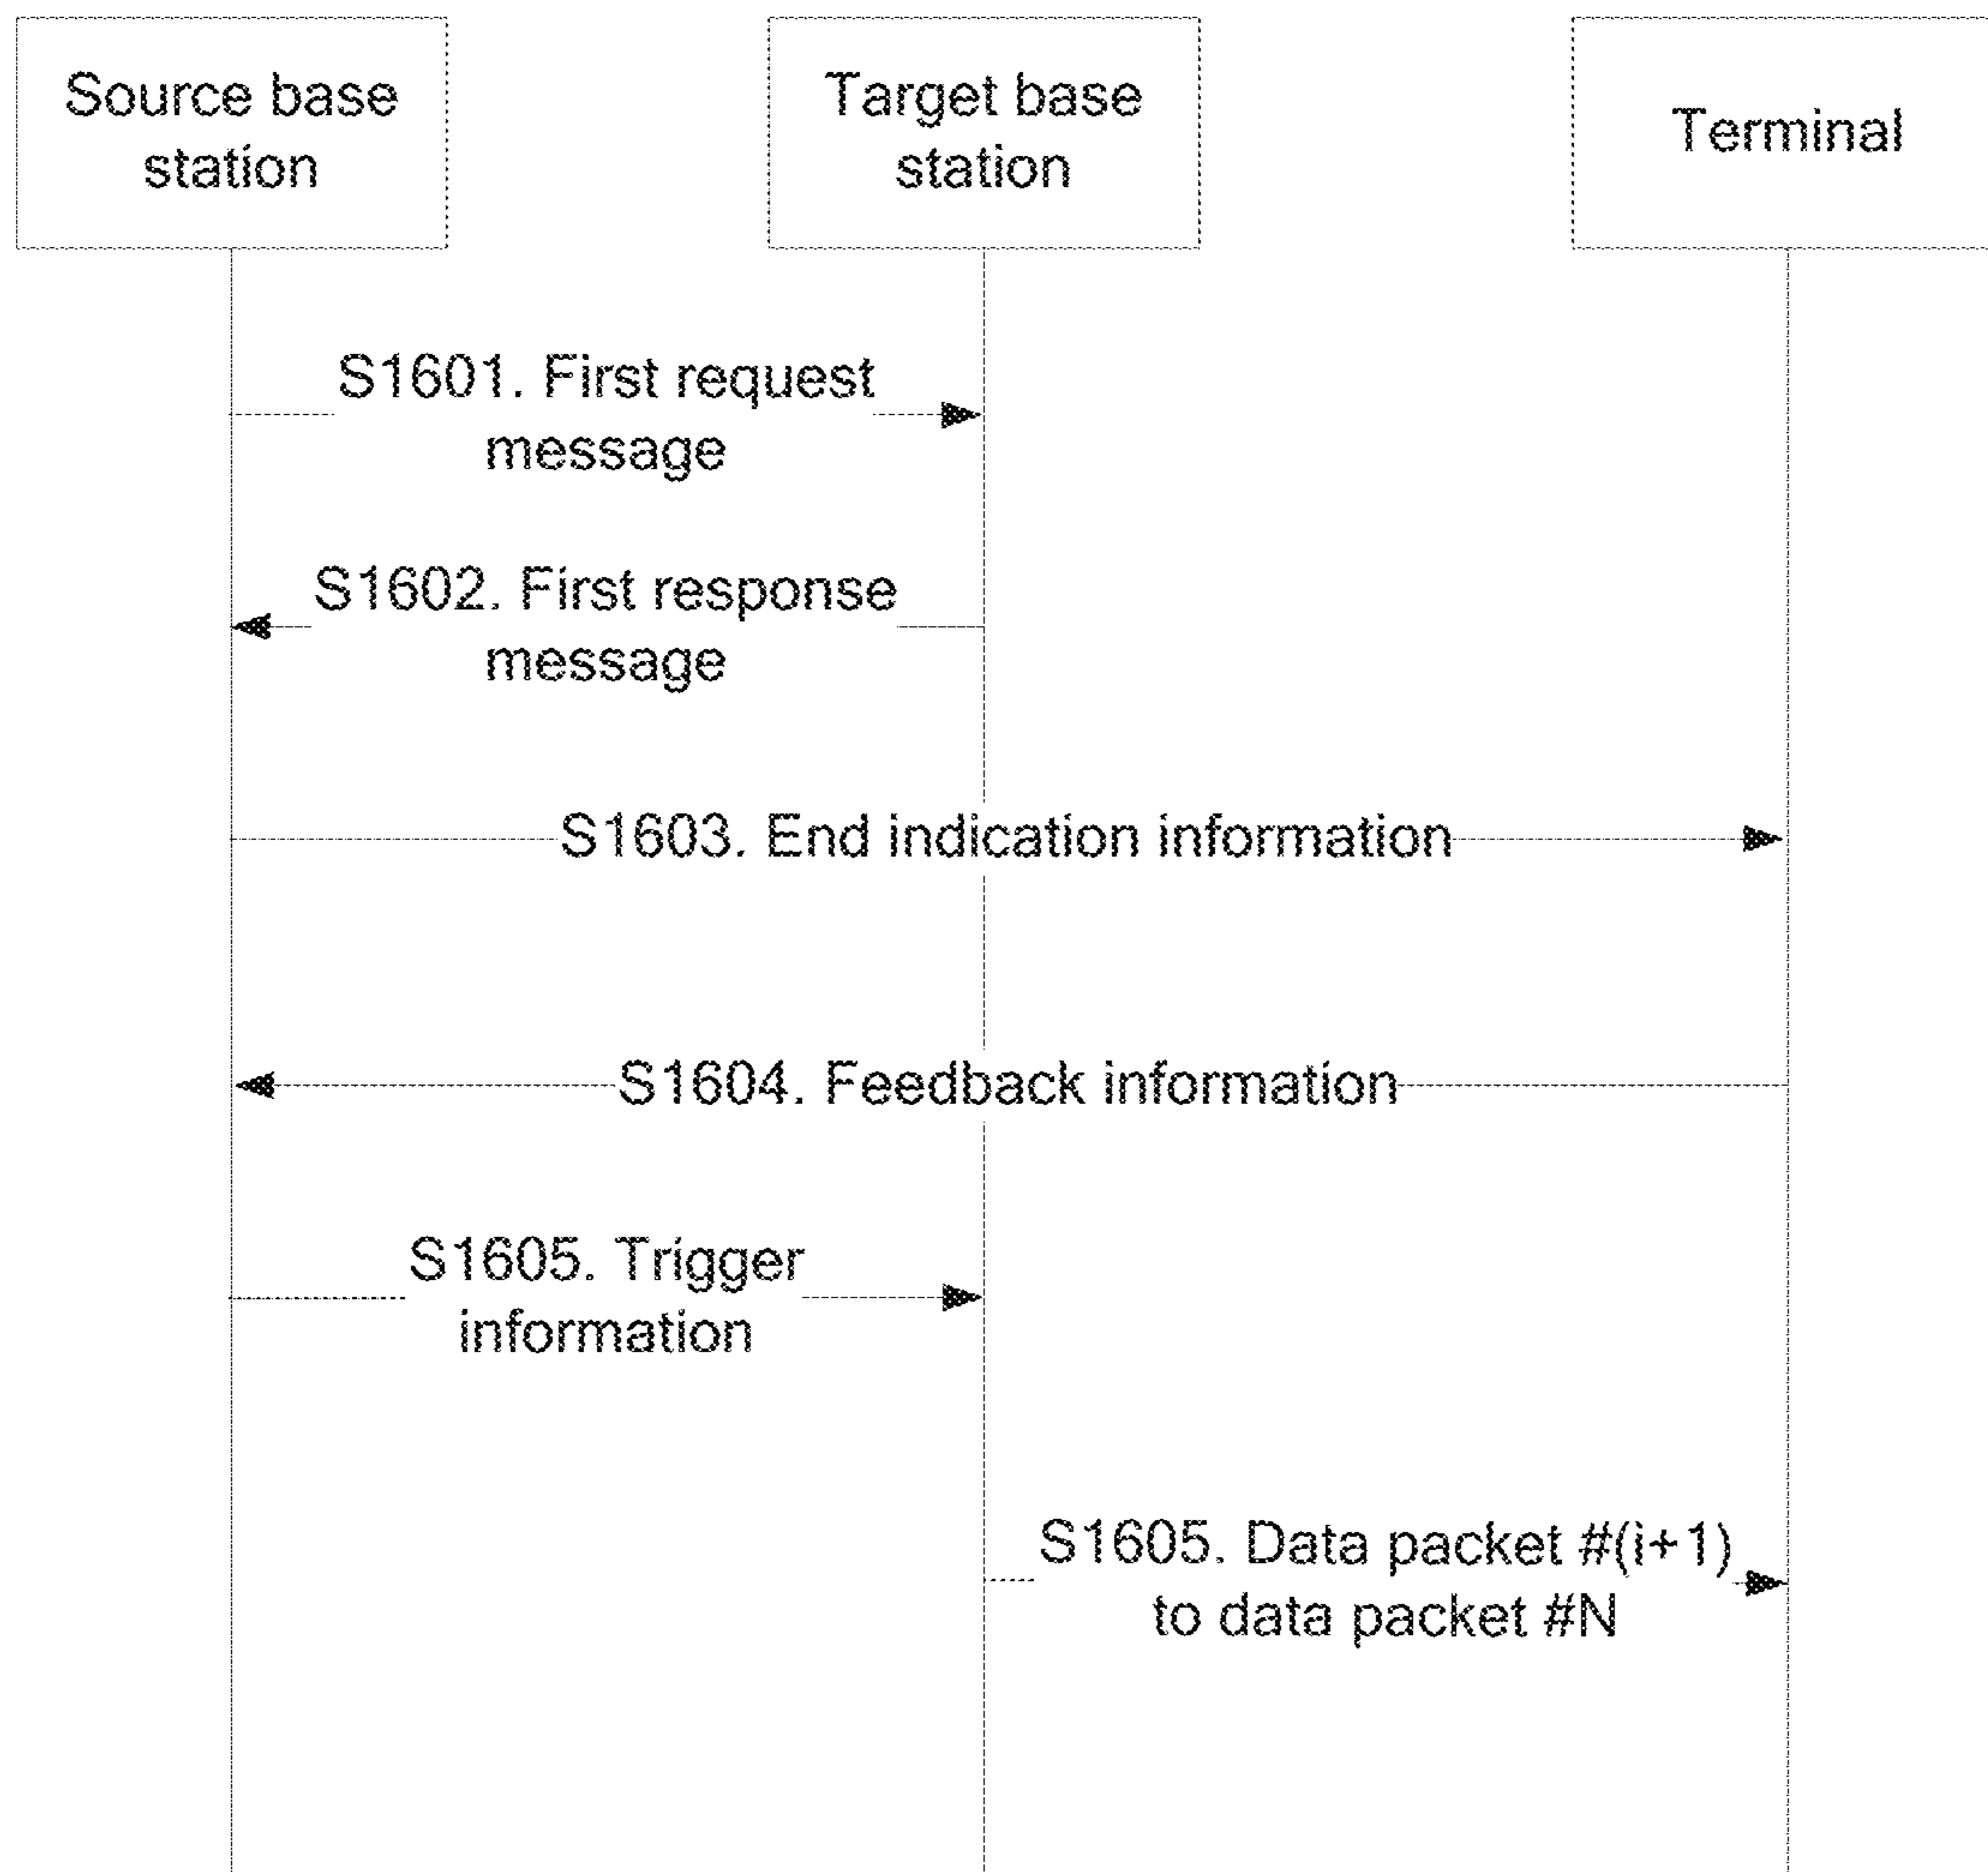 Source base
station
Target base
station
Terminal
S1601. First request
message
S1602. First response
message
S1603. End indication information
S1604. Feedback information
S1605. Trigger
information
S1605. Data packet #(i+1)
to data packet #N